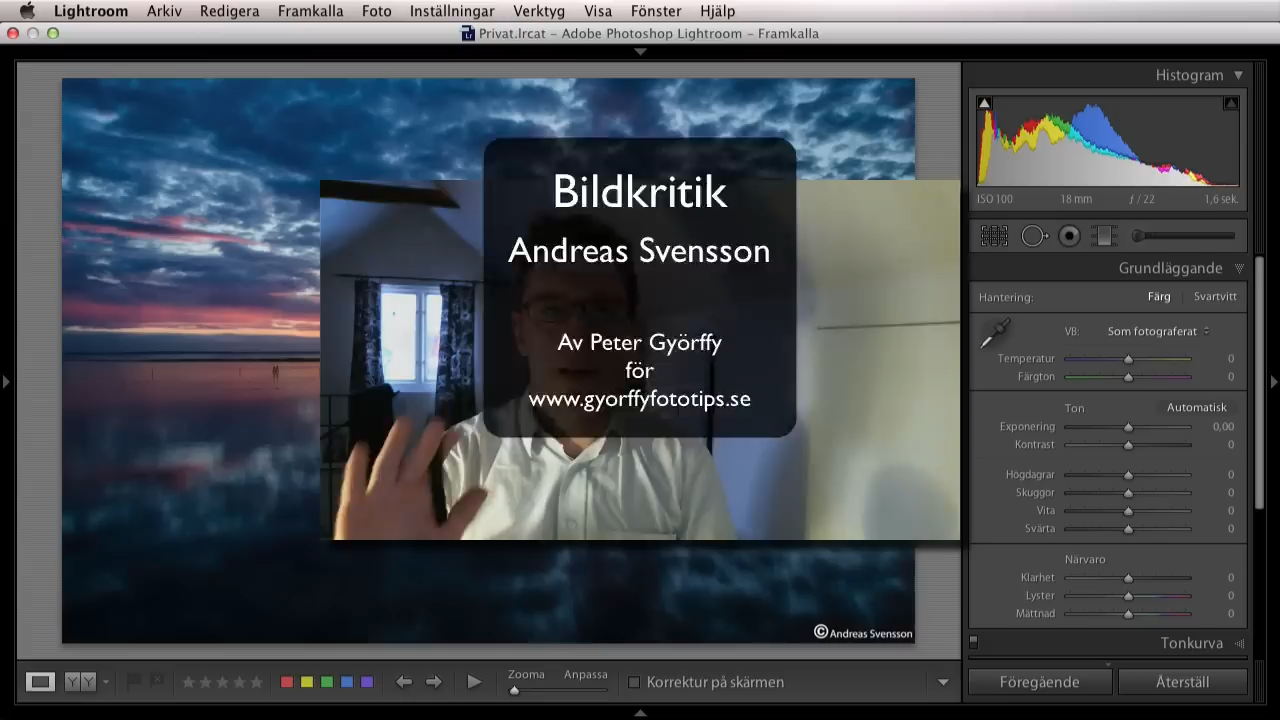 Lightroom Arkiv Redigera Framkalla Foto Inställningar Verktyg Visa Fönster Hjälp
Privat.lrcat – Adobe Photoshop Lightroom – Framkalla
Histogram
ISO 100 18 mm ƒ / 22 1,6 sek.
Grundläggande
Hantering: Färg Svartvitt
VB: Som fotograferat
Temperatur 0
Färgton 0
Ton Automatisk
Exponering 0,00
Kontrast 0
Högdagrar 0
Skuggor 0
Vita 0
Svärta 0
Närvaro
Klarhet 0
Lyster 0
Mättnad 0
Tonkurva
Föregående Återställ
Bildkritik
Andreas Svensson
Av Peter Györffy
för
www.gyorffyfototips.se
© Andreas Svensson
Lr
YY
Zooma Anpassa
Korrektur på skärmen